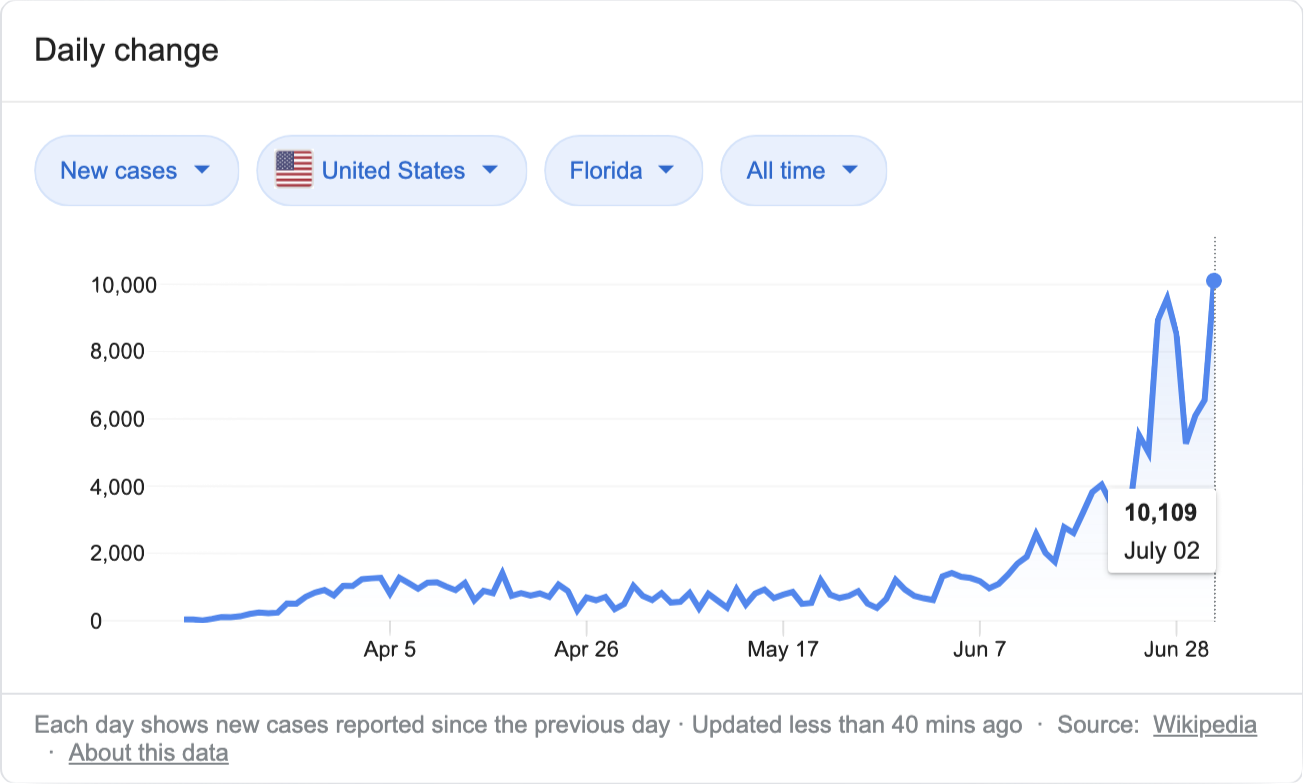 Daily change
New cases United States Florida All time
10,000
8,000
6,000
4,000
2,000
0
10,109
July 02
Apr 5 Apr 26 May 17 Jun 7 Jun 28
Each day shows new cases reported since the previous day · Updated less than 40 mins ago · Source: Wikipedia
· About this data